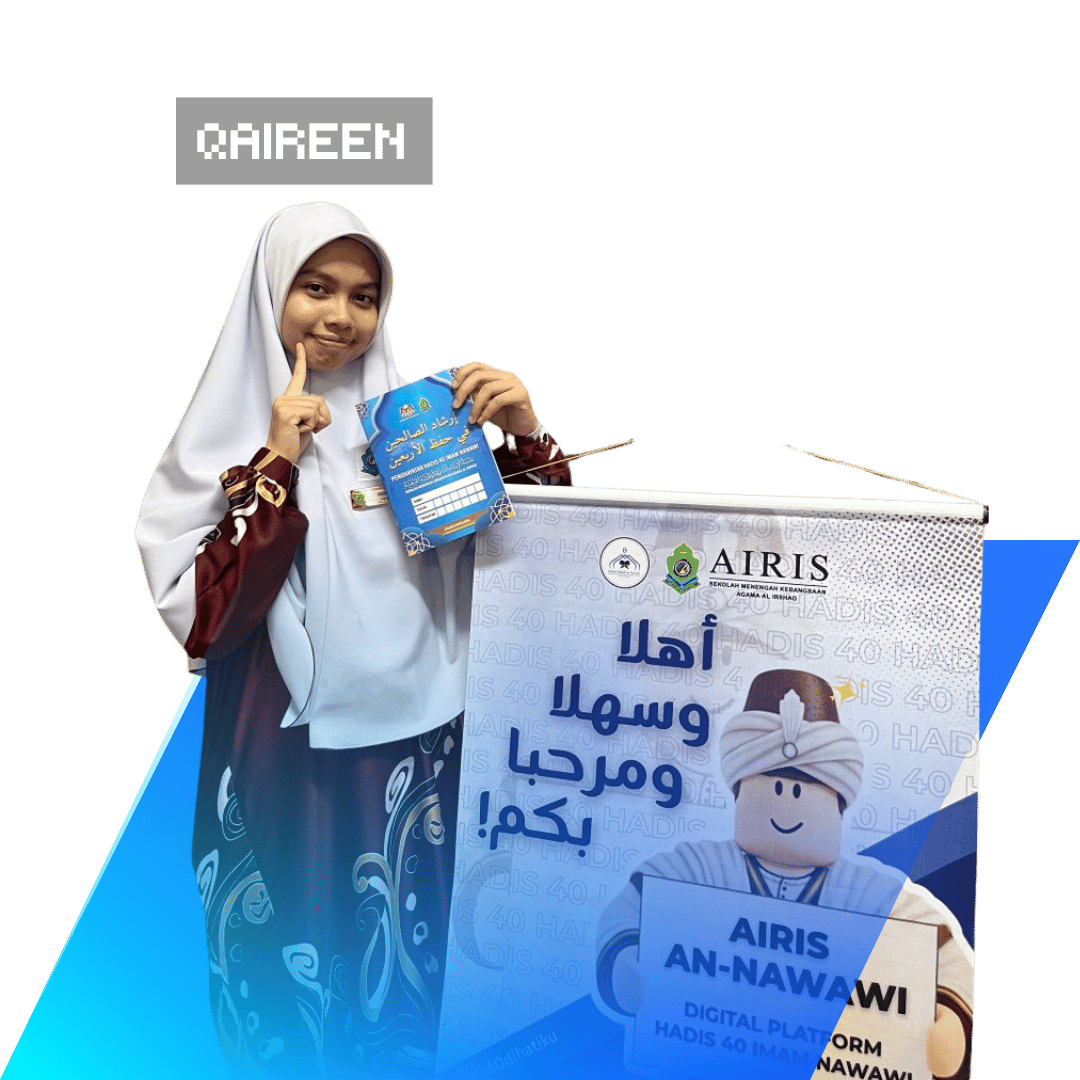 QAIREEN
إرشاد الصالحين
في حفظ الأربعين
PENGHAYATAN HADIS 40 IMAM NAWAWI
AIRIS
SEKOLAH MENENGAH KEBANGSAAN
AGAMA AL IRSHAD
أهلا
وسهلا
ومرحبا
بكم!
AIRIS
AN-NAWAWI
DIGITAL PLATFORM
HADIS 40 IMAM NAWAWI
40dihatiku